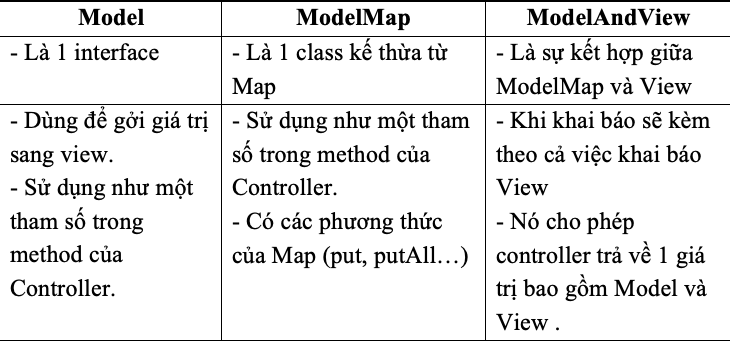 Model
ModelMap
ModelAndView
- Là 1 interface
- Là 1 class kế thừa từ
Map
- Là sự kết hợp giữa
ModelMap và View
- Dùng để gởi giá trị
sang view.
- Sử dụng như một
tham số trong
method của
Controller.
- Sử dụng như một tham
số trong method của
Controller.
- Có các phương thức
của Map (put, putAll…)
- Khi khai báo sẽ kèm
theo cả việc khai báo
View
- Nó cho phép
controller trả về 1 giá
trị bao gồm Model và
View .